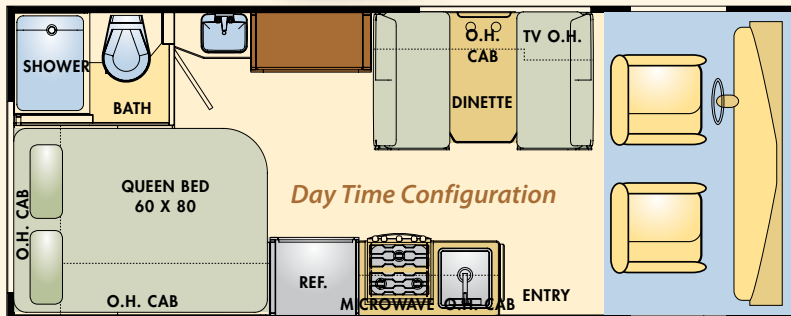 SHOWER
BATH
O.H.
CAB
TV O.H.
DINETTE
QUEEN BED
60 X 80
Day Time Configuration
O.H. CAB
O.H. CAB
REF.
MICROWAVE O.H. CAB
ENTRY